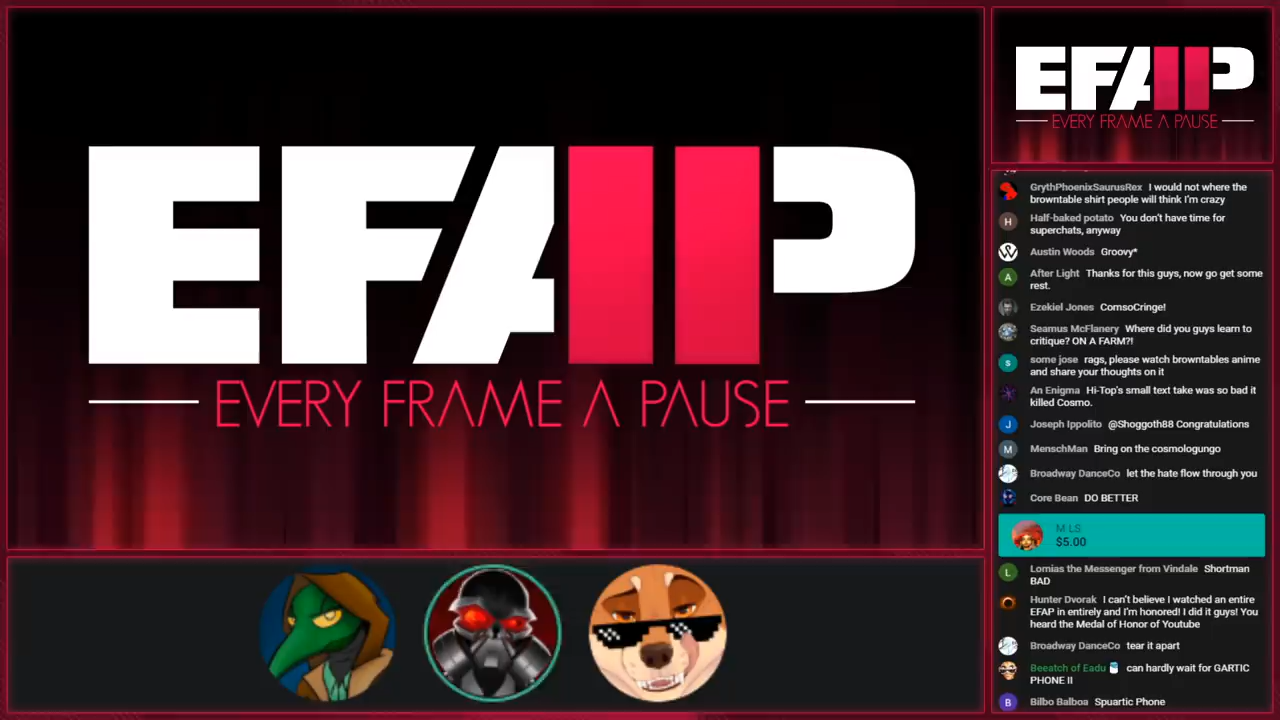 EFAP
EVERY FRAME A PAUSE
EFAP
EVERY FRAME A PAUSE
GrythPhoenixSaurusRex I would not where the
browntable shirt people will think I'm crazy
H
Half-baked potato You don't have time for
superchats, anyway
Austin Woods Groovy*
A
After Light Thanks for this guys, now go get some
rest.
Ezekiel Jones ComsoCringe!
Seamus McFlanery Where did you guys learn to
critique? ON A FARM?!
s
some jose rags, please watch browntables anime
and share your thoughts on it
An Enigma Hi-Top's small text take was so bad it
killed Cosmo.
J
Joseph Ippolito @Shoggoth88 Congratulations
M
MenschMan Bring on the cosmologungo
Broadway DanceCo let the hate flow through you
Core Bean DO BETTER
M LS
$5.00
L
Lomias the Messenger from Vindale Shortman
BAD
Hunter Dvorak I can't believe I watched an entire
EFAP in entirely and I'm honored! I did it guys! You
heard the Medal of Honor of Youtube
Broadway DanceCo tear it apart
Beeatch of Eadu can hardly wait for GARTIC
PHONE II
B
Bilbo Balboa Spuartic Phone